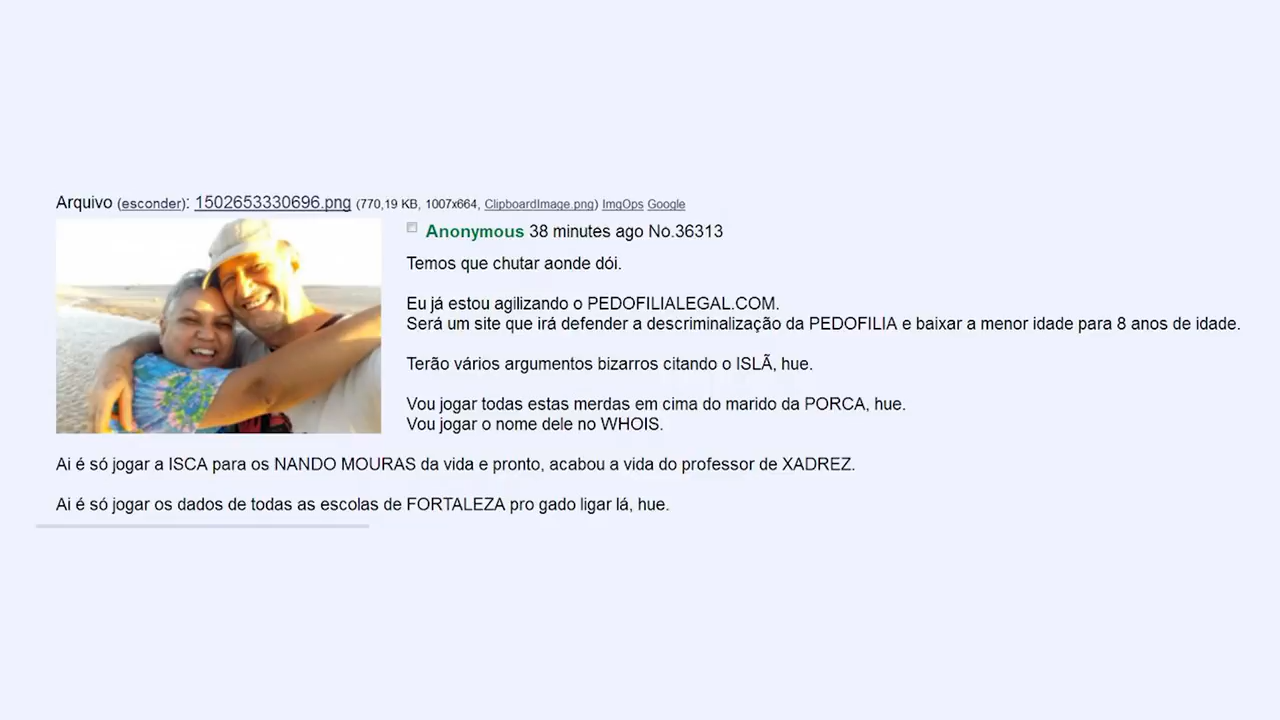 Arquivo (esconder): 1502653330696.png (770,19 KB, 1007x664, ClipboardImage.png) ImgOps Google
Anonymous 38 minutes ago No.36313
Temos que chutar aonde dói.
Eu já estou agilizando o PEDOFILIALEGAL.COM.
Será um site que irá defender a descriminalização da PEDOFILIA e baixar a menor idade para 8 anos de idade.
Terão vários argumentos bizarros citando o ISLÃ, hue.
Vou jogar todas estas merdas em cima do marido da PORCA, hue.
Vou jogar o nome dele no WHOIS.
Ai é só jogar a ISCA para os NANDO MOURAS da vida e pronto, acabou a vida do professor de XADREZ.
Ai é só jogar os dados de todas as escolas de FORTALEZA pro gado ligar lá, hue.